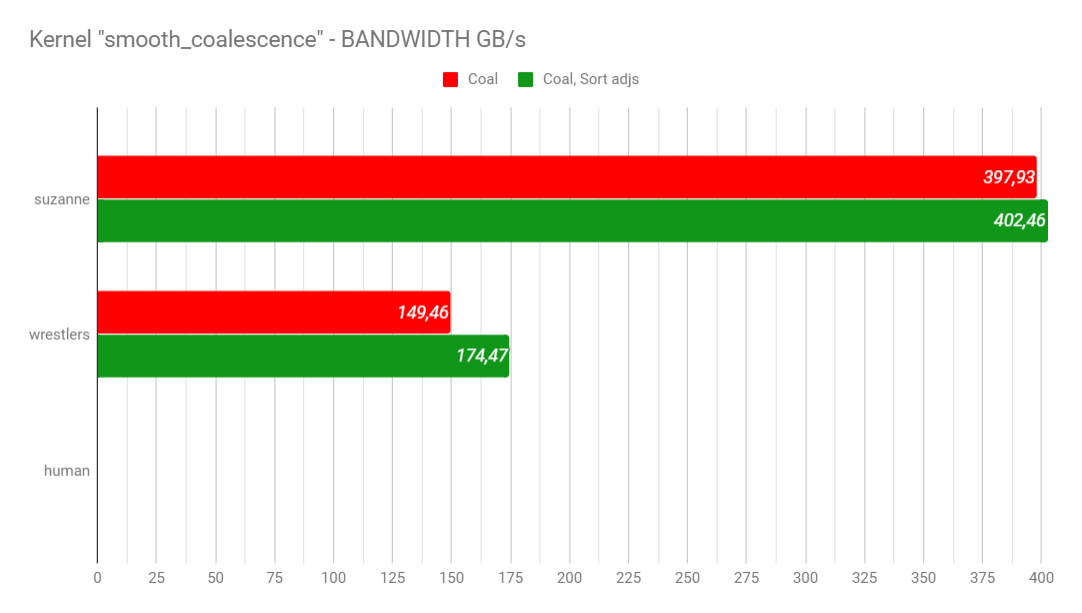 Kernel "smooth_coalescence" - BANDWIDTH GB/s
Coal Coal, Sort adjs
397,93
suzanne
402,46
149,46
wrestlers
174,47
human
0 25 50 75 100 125 150 175 200 225 250 275 300 325 350 375 400